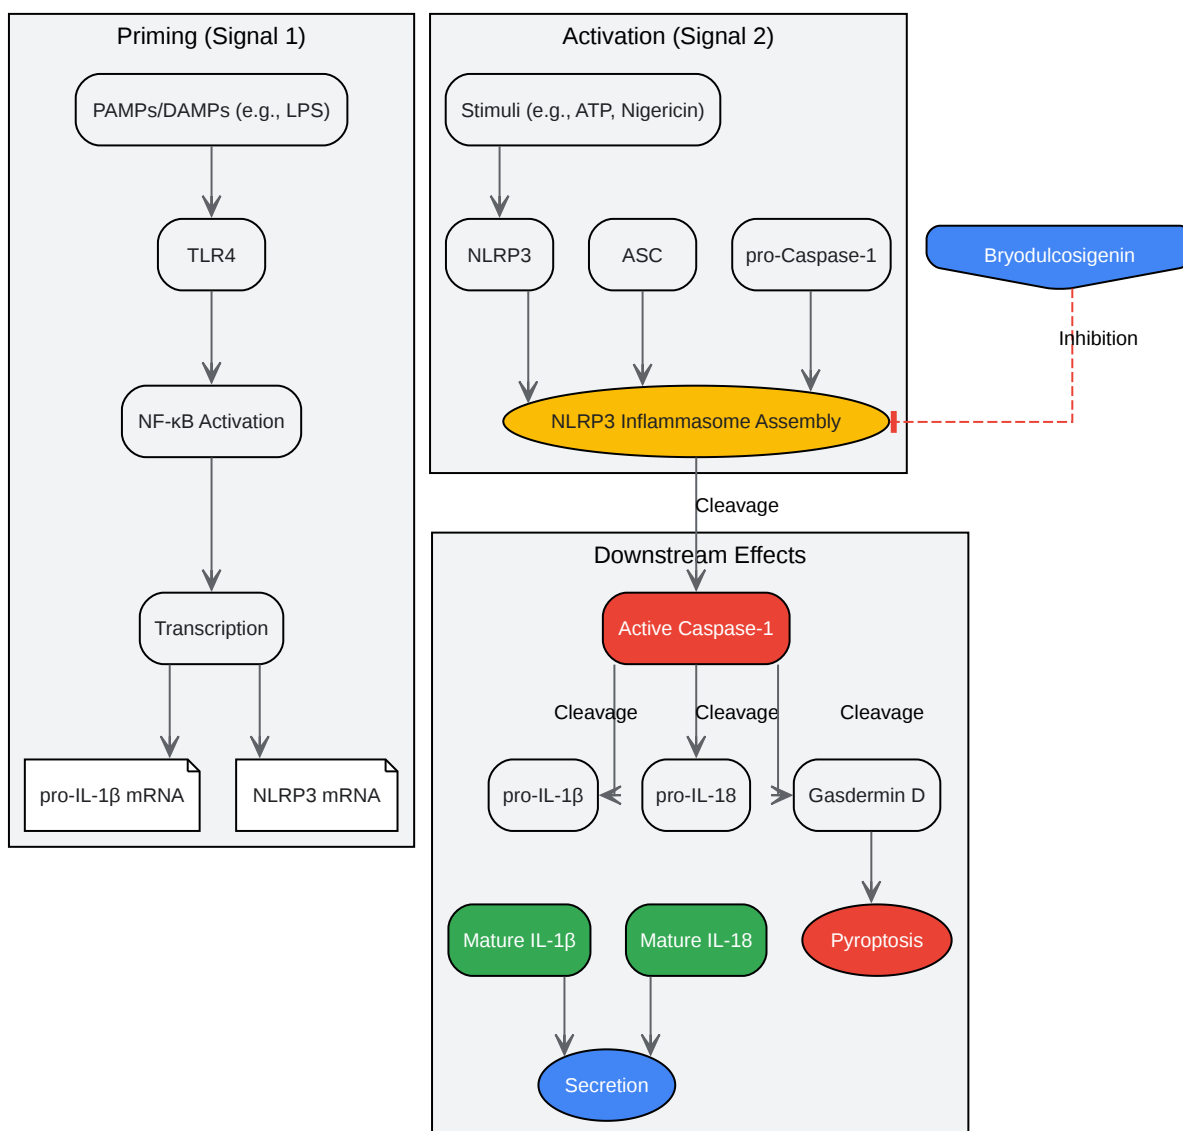 Priming (Signal 1)
PAMPs/DAMPs (e.g., LPS)
TLR4
NF-κB Activation
Transcription
pro-IL-1β mRNA
NLRP3 mRNA
Activation (Signal 2)
Stimuli (e.g., ATP, Nigericin)
NLRP3
ASC
pro-Caspase-1
NLRP3 Inflammasome Assembly
Bryodulcosigenin
Inhibition
Cleavage
Downstream Effects
Active Caspase-1
Cleavage
Cleavage
Cleavage
pro-IL-1β
pro-IL-18
Gasdermin D
Mature IL-1β
Mature IL-18
Pyroptosis
Secretion